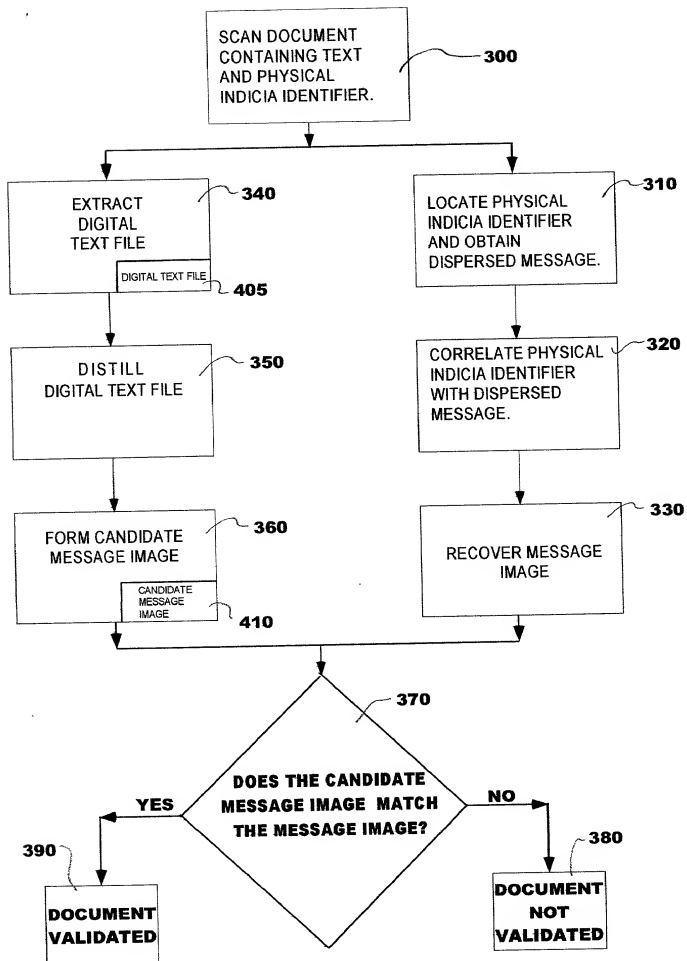 SCAN DOCUMENT
CONTAINING TEXT
AND PHYSICAL
INDICIA IDENTIFIER.
300
EXTRACT
DIGITAL
TEXT FILE
340
DIGITAL TEXT FILE
405
LOCATE PHYSICAL
INDICIA IDENTIFIER
AND OBTAIN
DISPERSED MESSAGE.
310
DISTILL
DIGITAL TEXT FILE
350
CORRELATE PHYSICAL
INDICIA IDENTIFIER
WITH DISPERSED
MESSAGE.
320
FORM CANDIDATE
MESSAGE IMAGE
360
CANDIDATE
MESSAGE
IMAGE
410
RECOVER MESSAGE
IMAGE
330
370
DOES THE CANDIDATE
MESSAGE IMAGE MATCH
THE MESSAGE IMAGE?
YES
NO
390
DOCUMENT
VALIDATED
380
DOCUMENT
NOT
VALIDATED